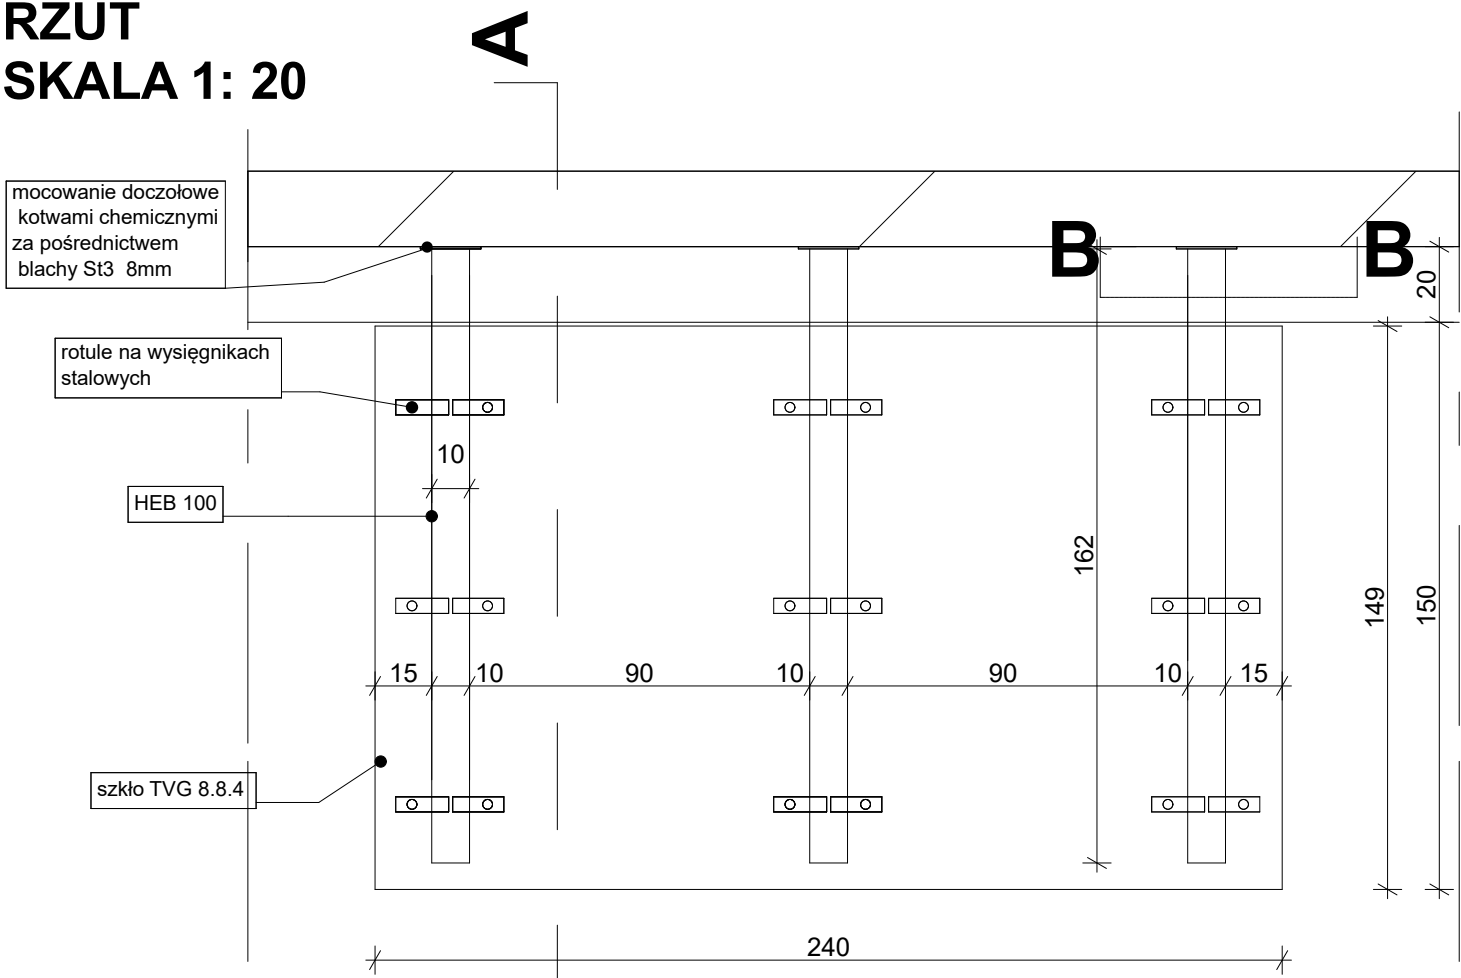 RZUT
SKALA 1: 20
A
mocowanie doczołowe
kotwami chemicznymi
za pośrednictwem
blachy St3 8mm
B
B
20
rotule na wysięgnikach
stalowych
10
HEB 100
162
149
150
15
10
90
10
90
10
15
szkło TVG 8.8.4
240